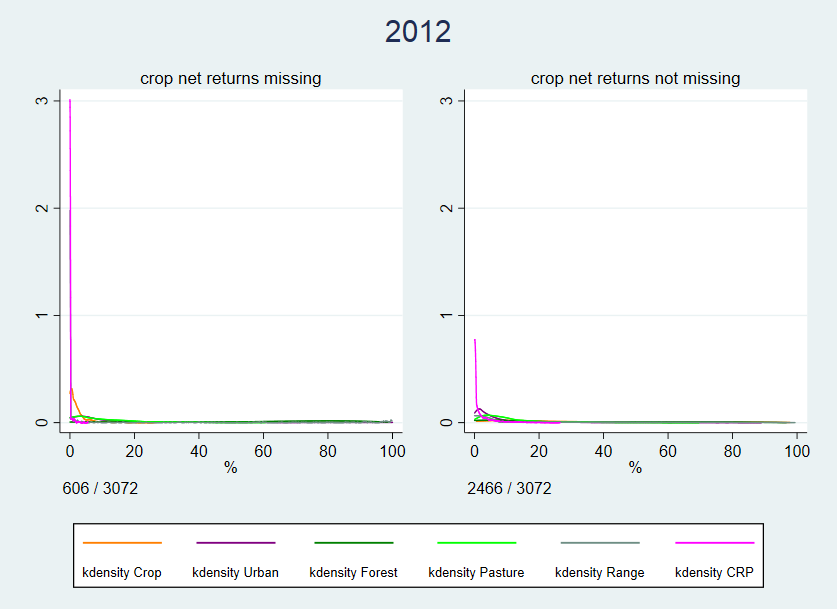 2012
crop net returns missing
crop net returns not missing
3
2
1
0
0 20 40 60 80 100
%
606 / 3072
3
2
1
0
0 20 40 60 80 100
%
2466 / 3072
kdensity Crop kdensity Urban kdensity Forest kdensity Pasture kdensity Range kdensity CRP